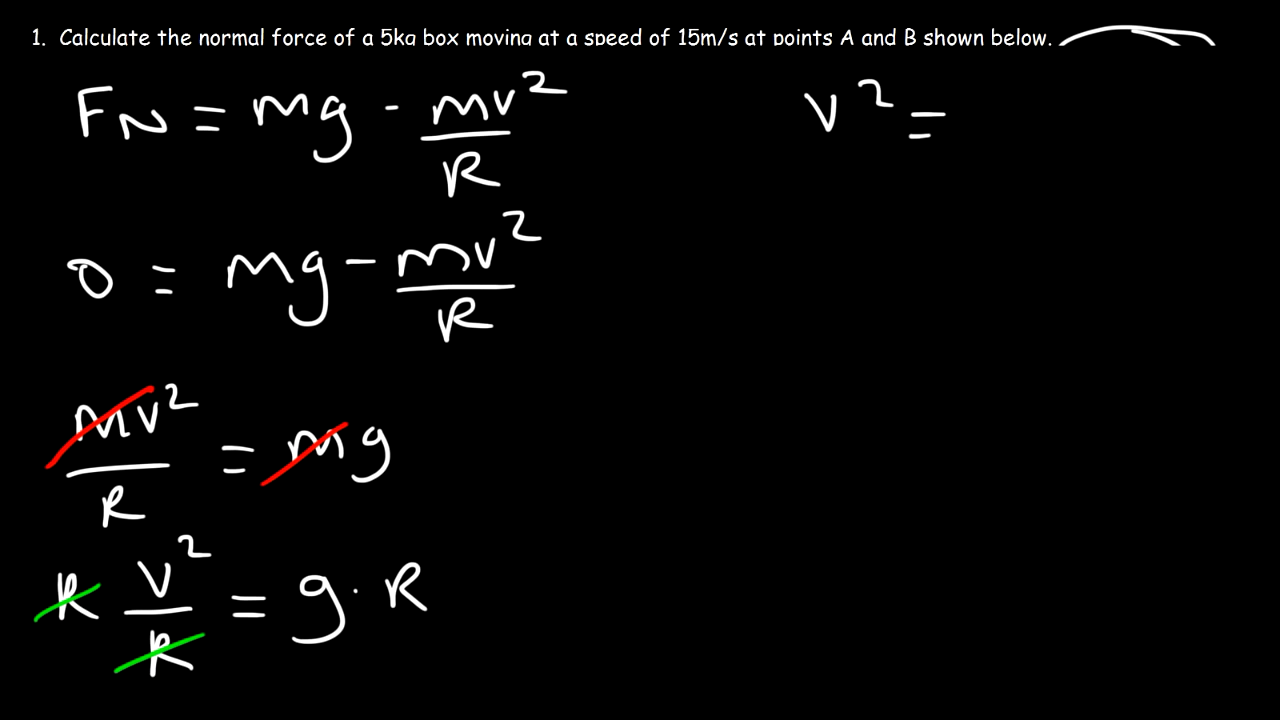 1. Calculate the normal force of a 5kg box moving at a speed of 15m/s at points A and B shown below.
FN = mg - mv²/R
v² =
0 = mg - mv²/R
mv²/R = mg
R v²/R = g · R